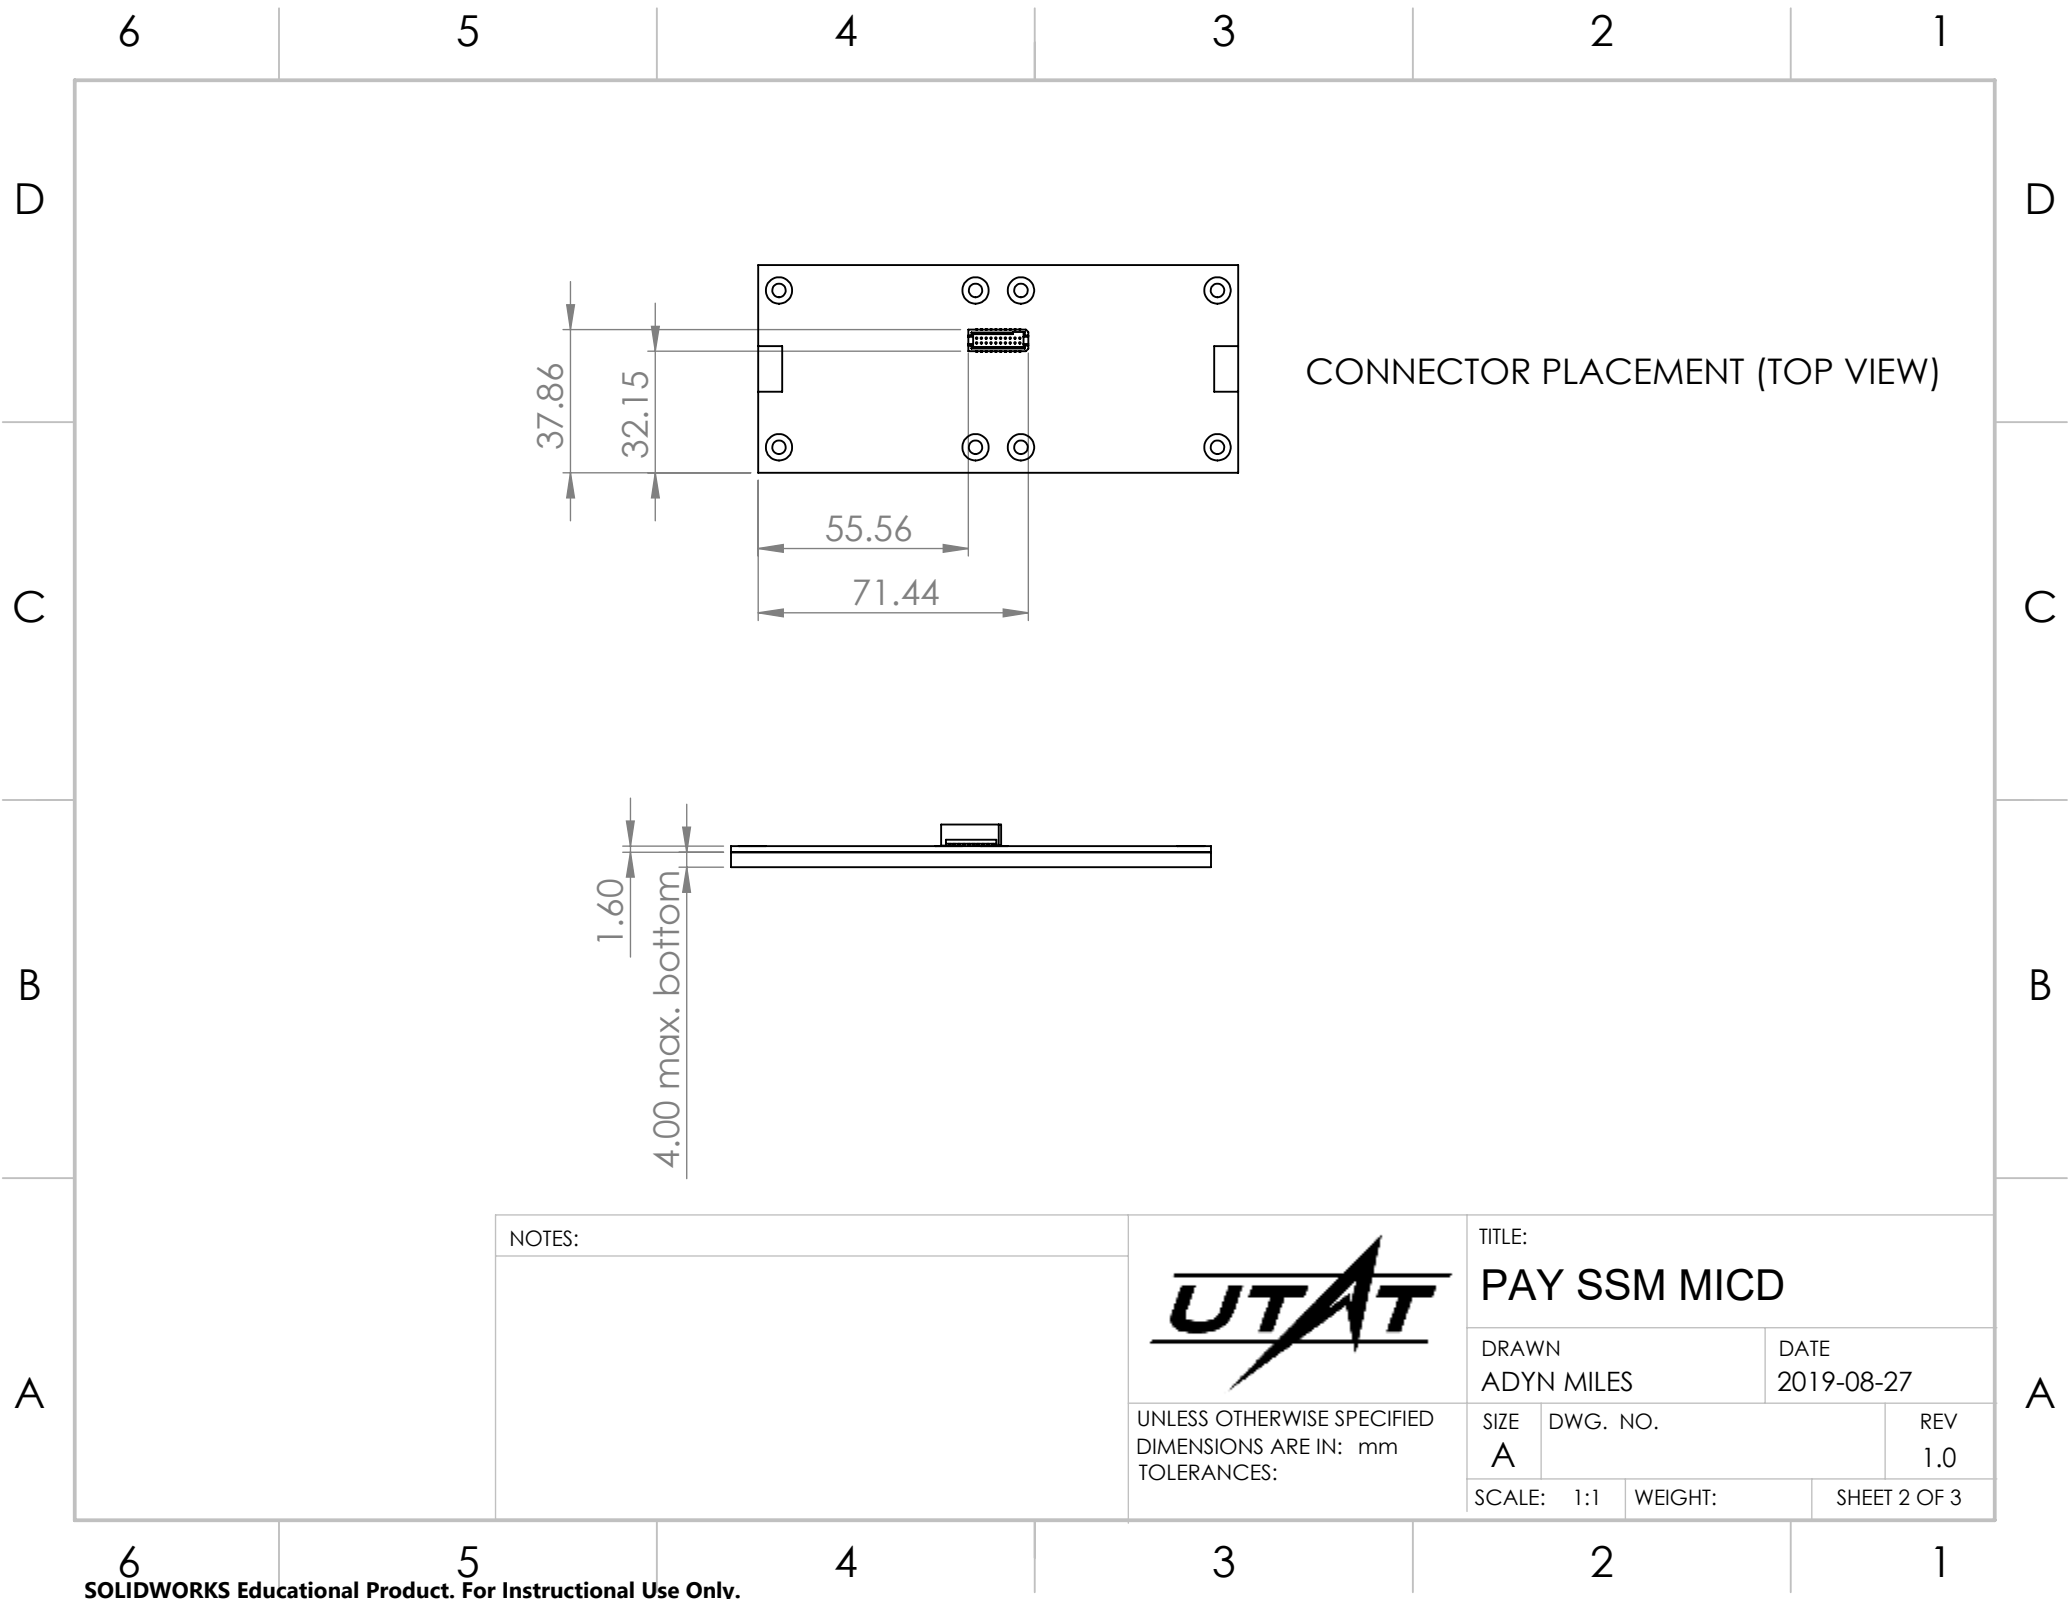 6 5 4 3 2 1
D D
CONNECTOR PLACEMENT (TOP VIEW)
37.86
32.15
55.56
71.44
C C
1.60
4.00 max. bottom
B B
NOTES:
UTAT
TITLE:
PAY SSM MICD
DRAWN
ADYN MILES
DATE
2019-08-27
A A
UNLESS OTHERWISE SPECIFIED
DIMENSIONS ARE IN: mm
TOLERANCES:
SIZE
A
DWG. NO.
REV
1.0
SCALE: 1:1 WEIGHT: SHEET 2 OF 3
6 5 4 3 2 1
SOLIDWORKS Educational Product. For Instructional Use Only.